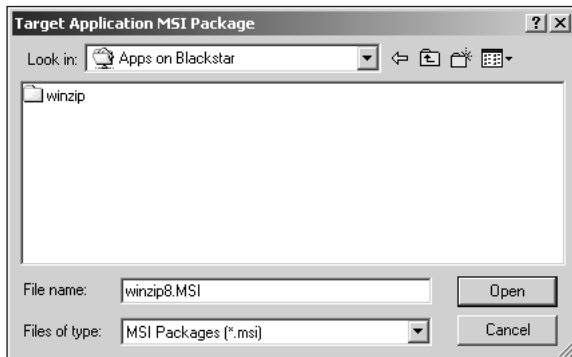 Target Application MSI Package
Look in: Apps on Blackstar
winzip
File name: winzip8.MSI Open
Files of type: MSI Packages (*.msi) Cancel